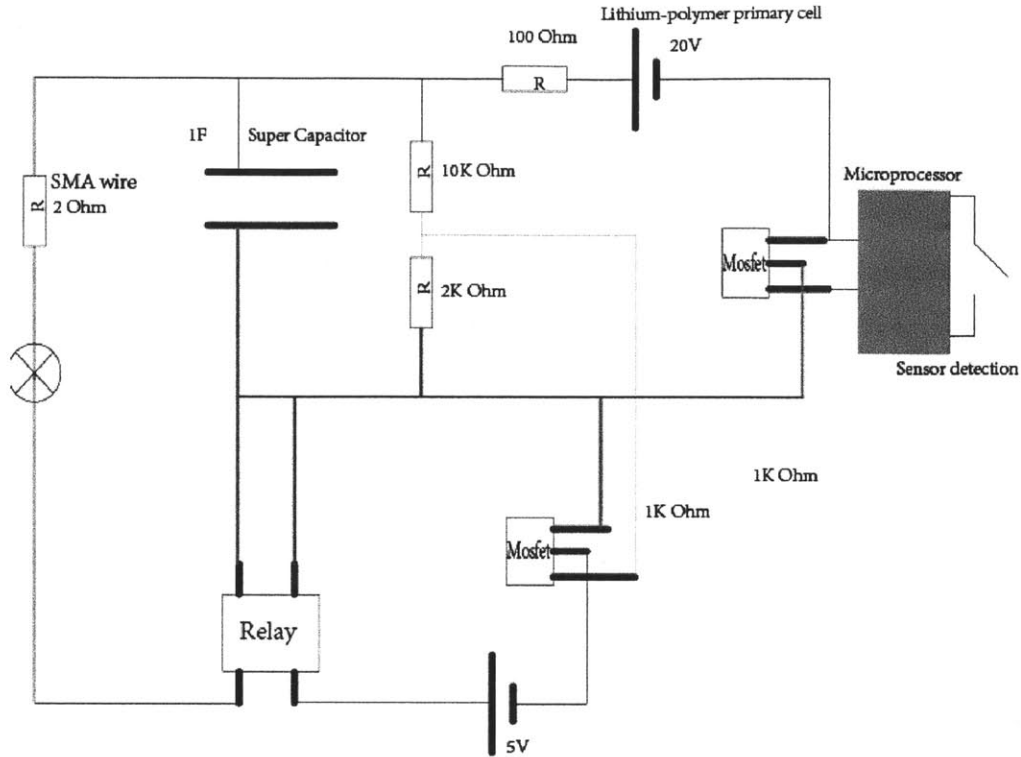 Lithium-polymer primary cell
100 Ohm
20V
R
1F
Super Capacitor
R
10K Ohm
SMA wire
R
2 Ohm
Microprocessor
Mosfet
R
2K Ohm
Sensor detection
1K Ohm
1K Ohm
Mosfet
Relay
5V